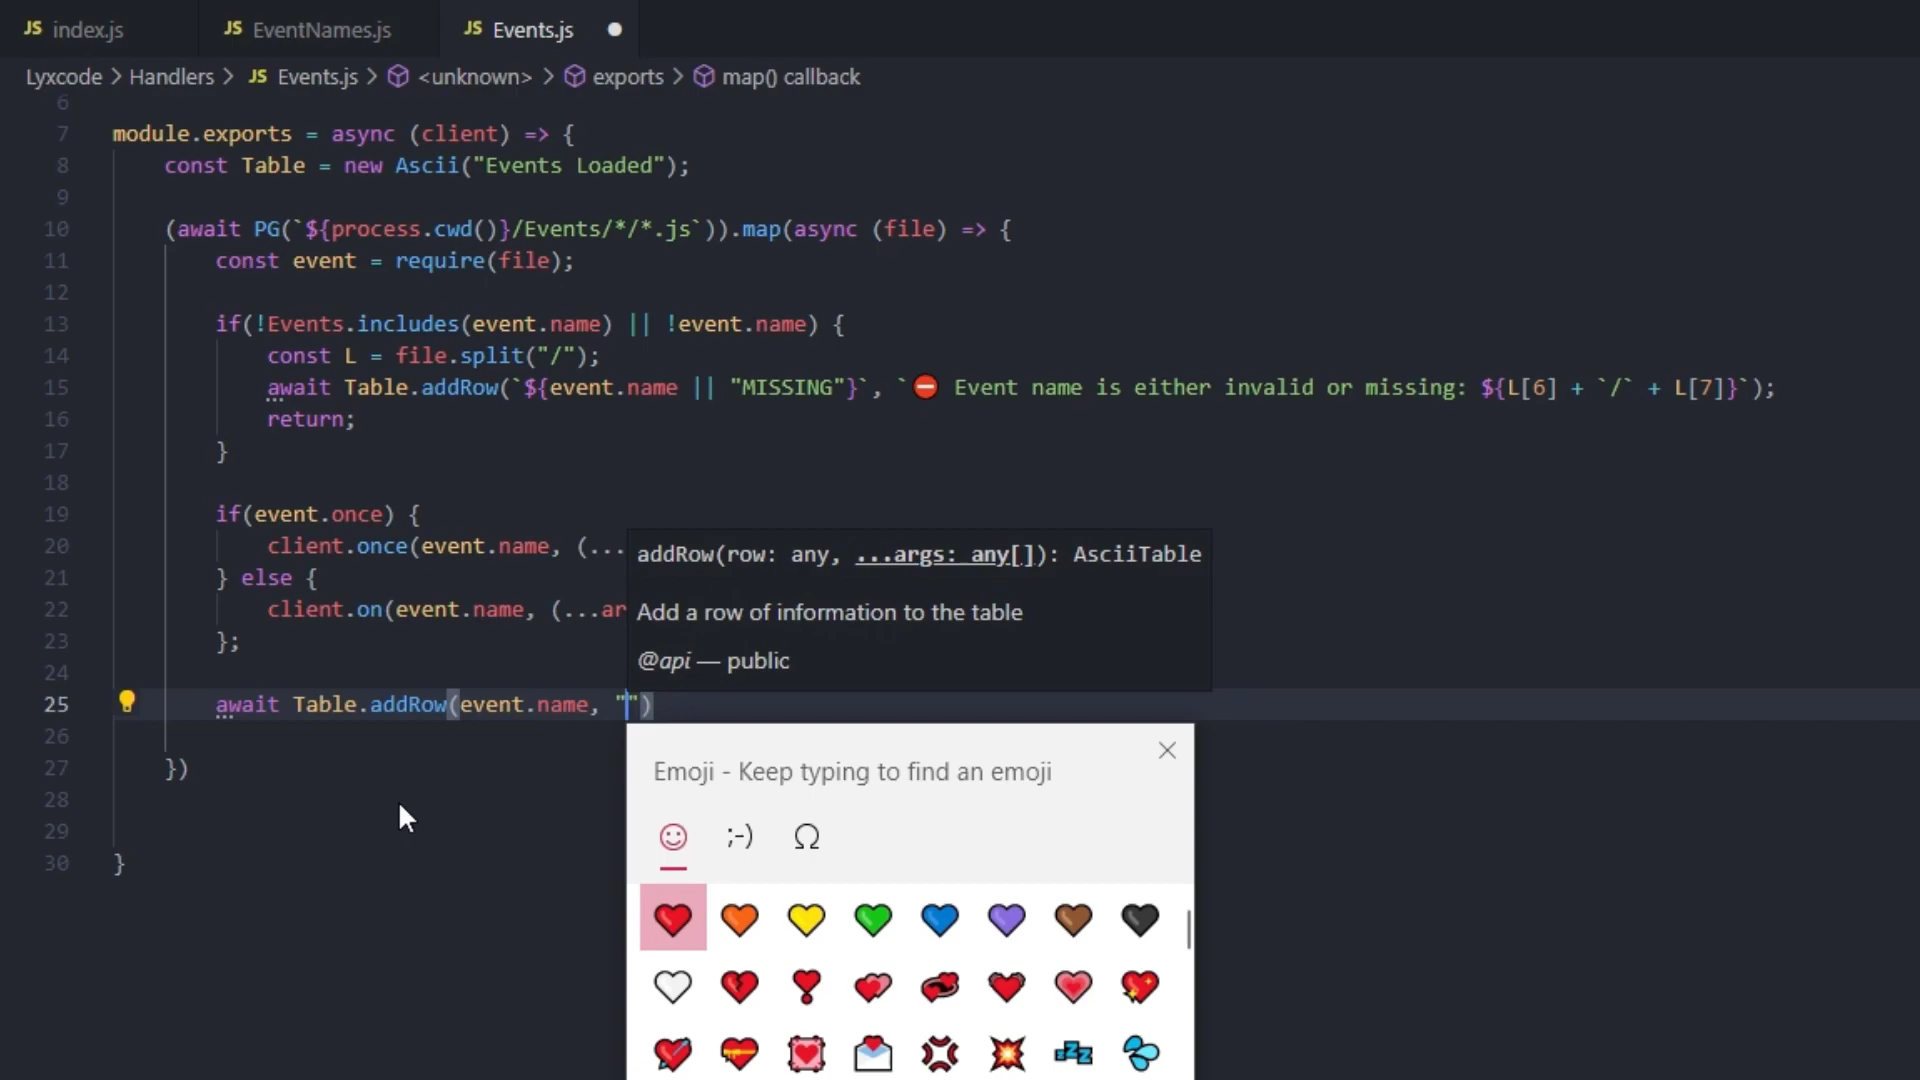 JS index.js JS EventNames.js JS Events.js
Lyxcode > Handlers > JS Events.js > <unknown> > exports > map() callback
6
7 module.exports = async (client) => {
8 const Table = new Ascii("Events Loaded");
9
10 (await PG(`${process.cwd()}/Events/*/*.js`)).map(async (file) => {
11 const event = require(file);
12
13 if(!Events.includes(event.name) || !event.name) {
14 const L = file.split("/");
15 await Table.addRow(`${event.name || "MISSING"}`, `⛔ Event name is either invalid or missing: ${L[6] + `/` + L[7]}`);
16 return;
17 }
18
19 if(event.once) {
20 client.once(event.name, (...
21 } else {
22 client.on(event.name, (...ar
23 };
24
25 await Table.addRow(event.name, "")
26
27 })
28
29
30 }
addRow(row: any, ...args: any[]): AsciiTable
Add a row of information to the table
@api — public
Emoji - Keep typing to find an emoji
;-) Ω